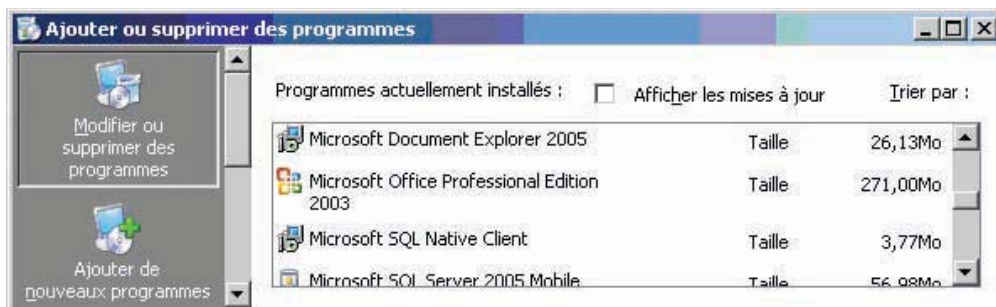 Ajouter ou supprimer des programmes
Modifier ou
supprimer des
programmes
Ajouter de
nouveaux programmes
Programmes actuellement installés : Afficher les mises à jour Trier par :
Microsoft Document Explorer 2005 Taille 26,13Mo
Microsoft Office Professional Edition Taille 271,00Mo
2003
Microsoft SQL Native Client Taille 3,77Mo
Microsoft SQL Server 2005 Mobile Taille 56,98Mo